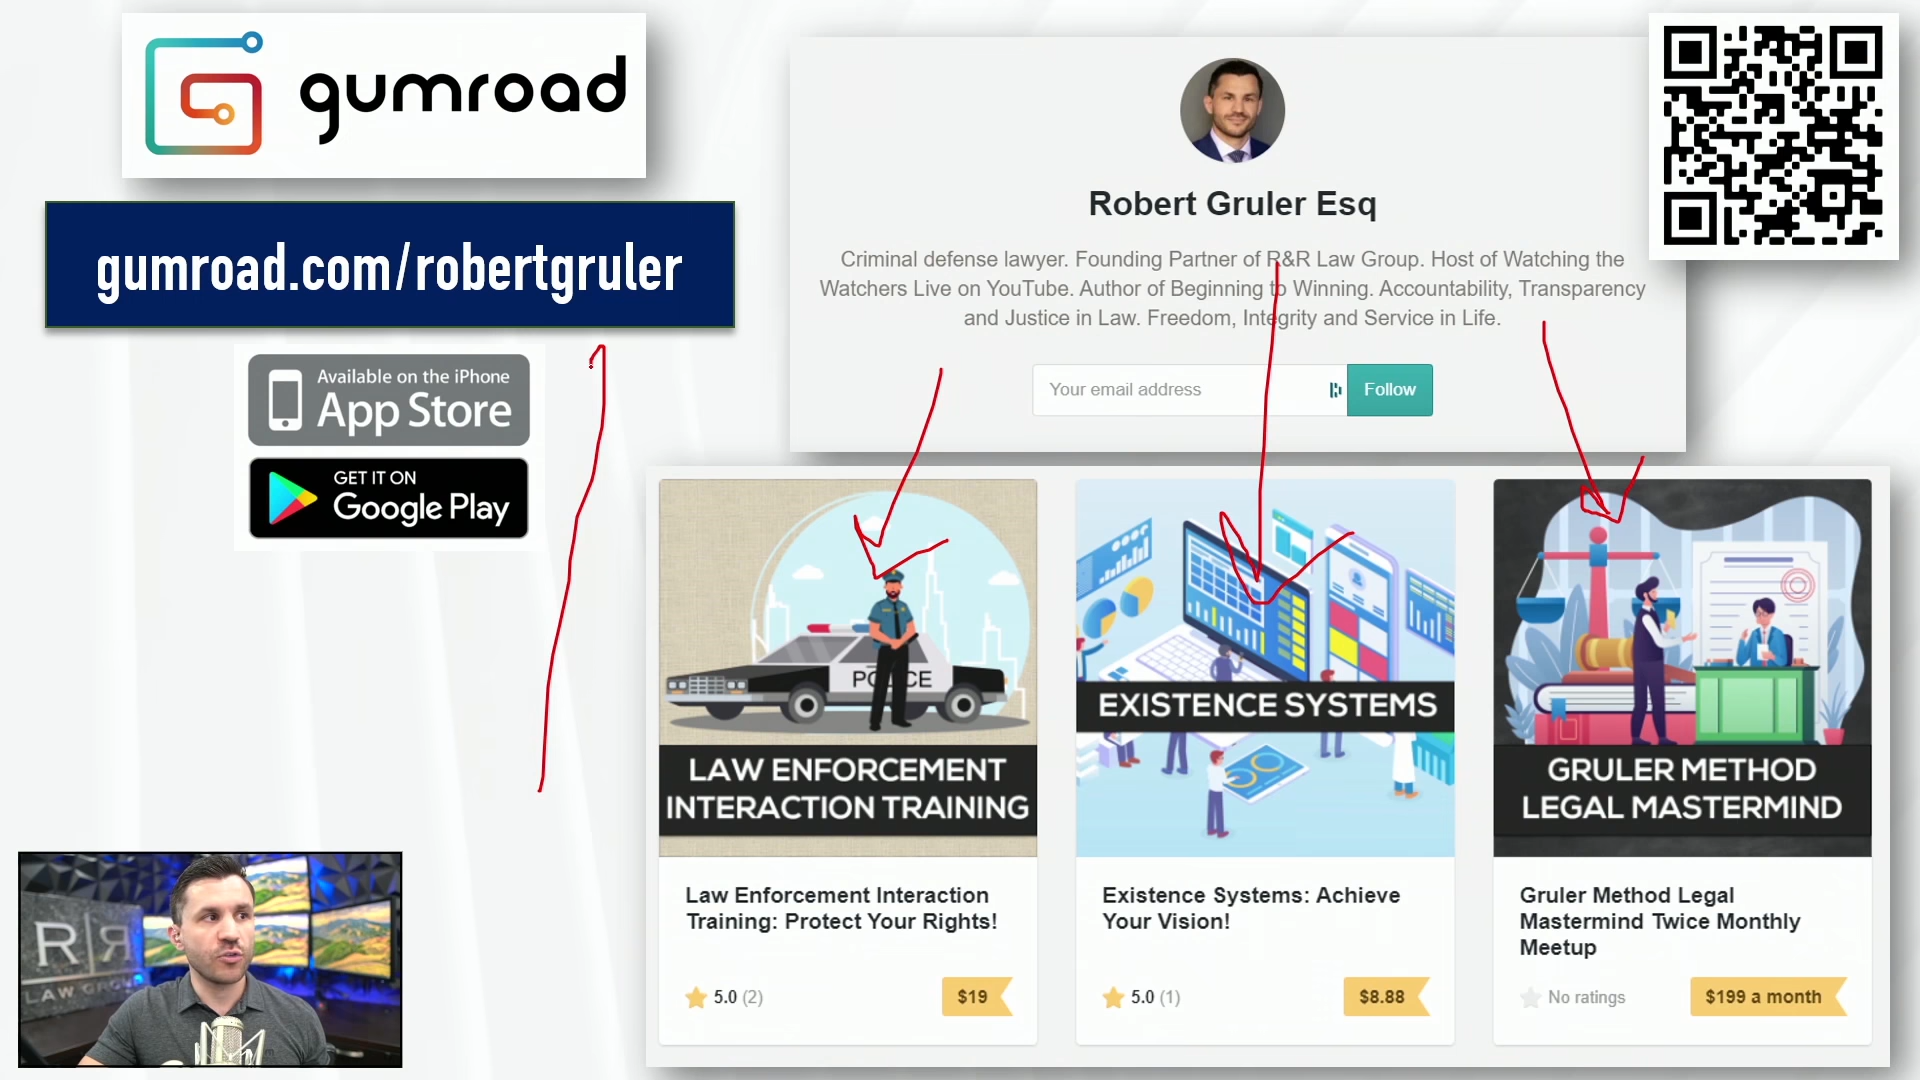 gumroad
gumroad.com/robertgruler
Available on the iPhone
App Store
GET IT ON
Google Play
Robert Gruler Esq
Criminal defense lawyer. Founding Partner of R&R Law Group. Host of Watching the
Watchers Live on YouTube. Author of Beginning to Winning. Accountability, Transparency
and Justice in Law. Freedom, Integrity and Service in Life.
Your email address
Follow
POLICE
LAW ENFORCEMENT
INTERACTION TRAINING
Law Enforcement Interaction
Training: Protect Your Rights!
5.0 (2)
$19
EXISTENCE SYSTEMS
Existence Systems: Achieve
Your Vision!
5.0 (1)
$8.88
GRULER METHOD
LEGAL MASTERMIND
Gruler Method Legal
Mastermind Twice Monthly
Meetup
No ratings
$199 a month
R|R
LAW GROUP